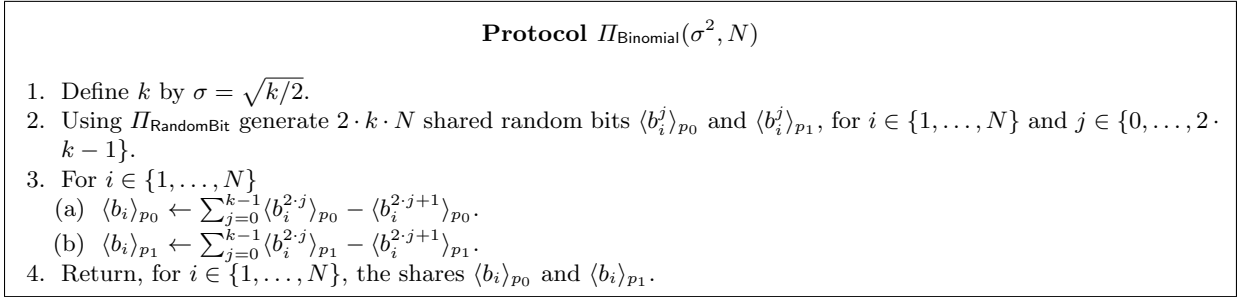 Protocol Π_Binomial(σ², N)
1. Define k by σ = √(k/2).
2. Using Π_RandomBit generate 2 · k · N shared random bits ⟨b_i^j⟩_{p_0} and ⟨b_i^j⟩_{p_1}, for i ∈ {1, . . . , N} and j ∈ {0, . . . , 2 ·
k − 1}.
3. For i ∈ {1, . . . , N}
(a) ⟨b_i⟩_{p_0} ← ∑_{j=0}^{k−1} ⟨b_i^{2·j}⟩_{p_0} − ⟨b_i^{2·j+1}⟩_{p_0}.
(b) ⟨b_i⟩_{p_1} ← ∑_{j=0}^{k−1} ⟨b_i^{2·j}⟩_{p_1} − ⟨b_i^{2·j+1}⟩_{p_1}.
4. Return, for i ∈ {1, . . . , N}, the shares ⟨b_i⟩_{p_0} and ⟨b_i⟩_{p_1}.